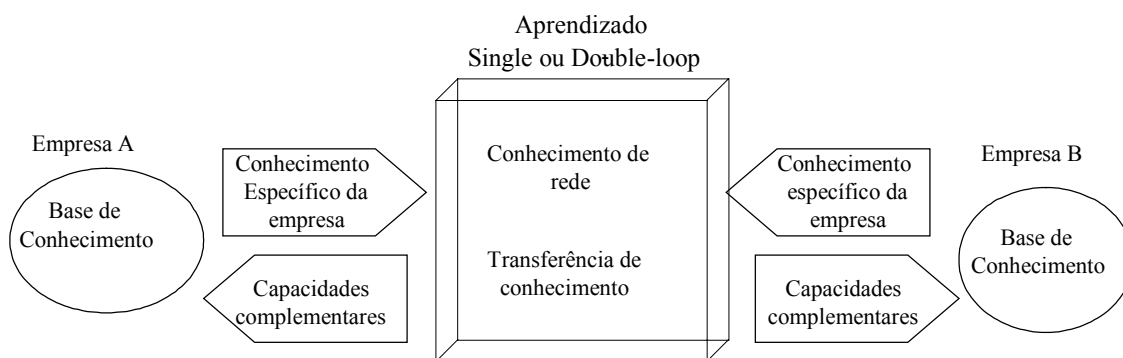 Aprendizado
Single ou Double-loop
Empresa A
Base de
Conhecimento
Conhecimento
Específico da
empresa
Capacidades
complementares
Conhecimento de
rede
Transferência de
conhecimento
Conhecimento
específico da
empresa
Capacidades
complementares
Empresa B
Base de
Conhecimento